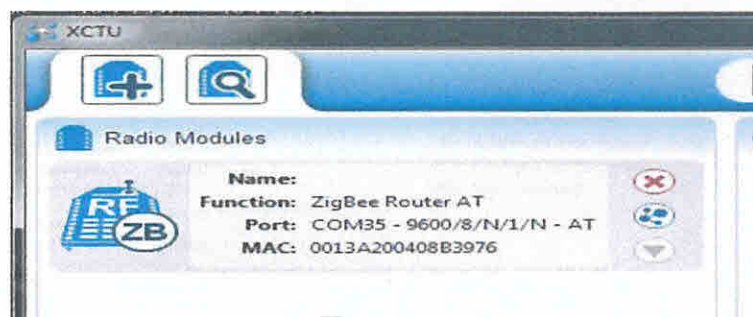 XCTU
Radio Modules
Name:
Function: ZigBee Router AT
Port: COM35 - 9600/8/N/1/N - AT
MAC: 0013A200408B3976
RF
ZB